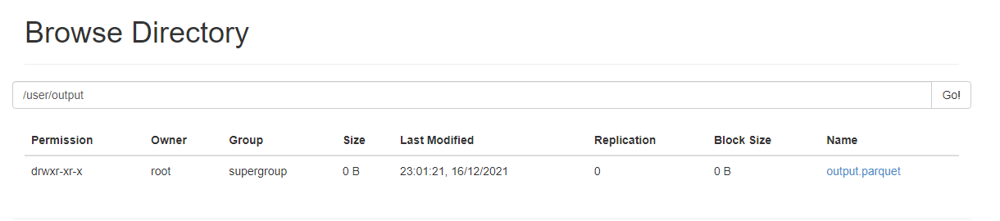 Browse Directory
/user/output Go!
Permission Owner Group Size Last Modified Replication Block Size Name
drwxr-xr-x root supergroup 0 B 23:01:21, 16/12/2021 0 0 B output.parquet